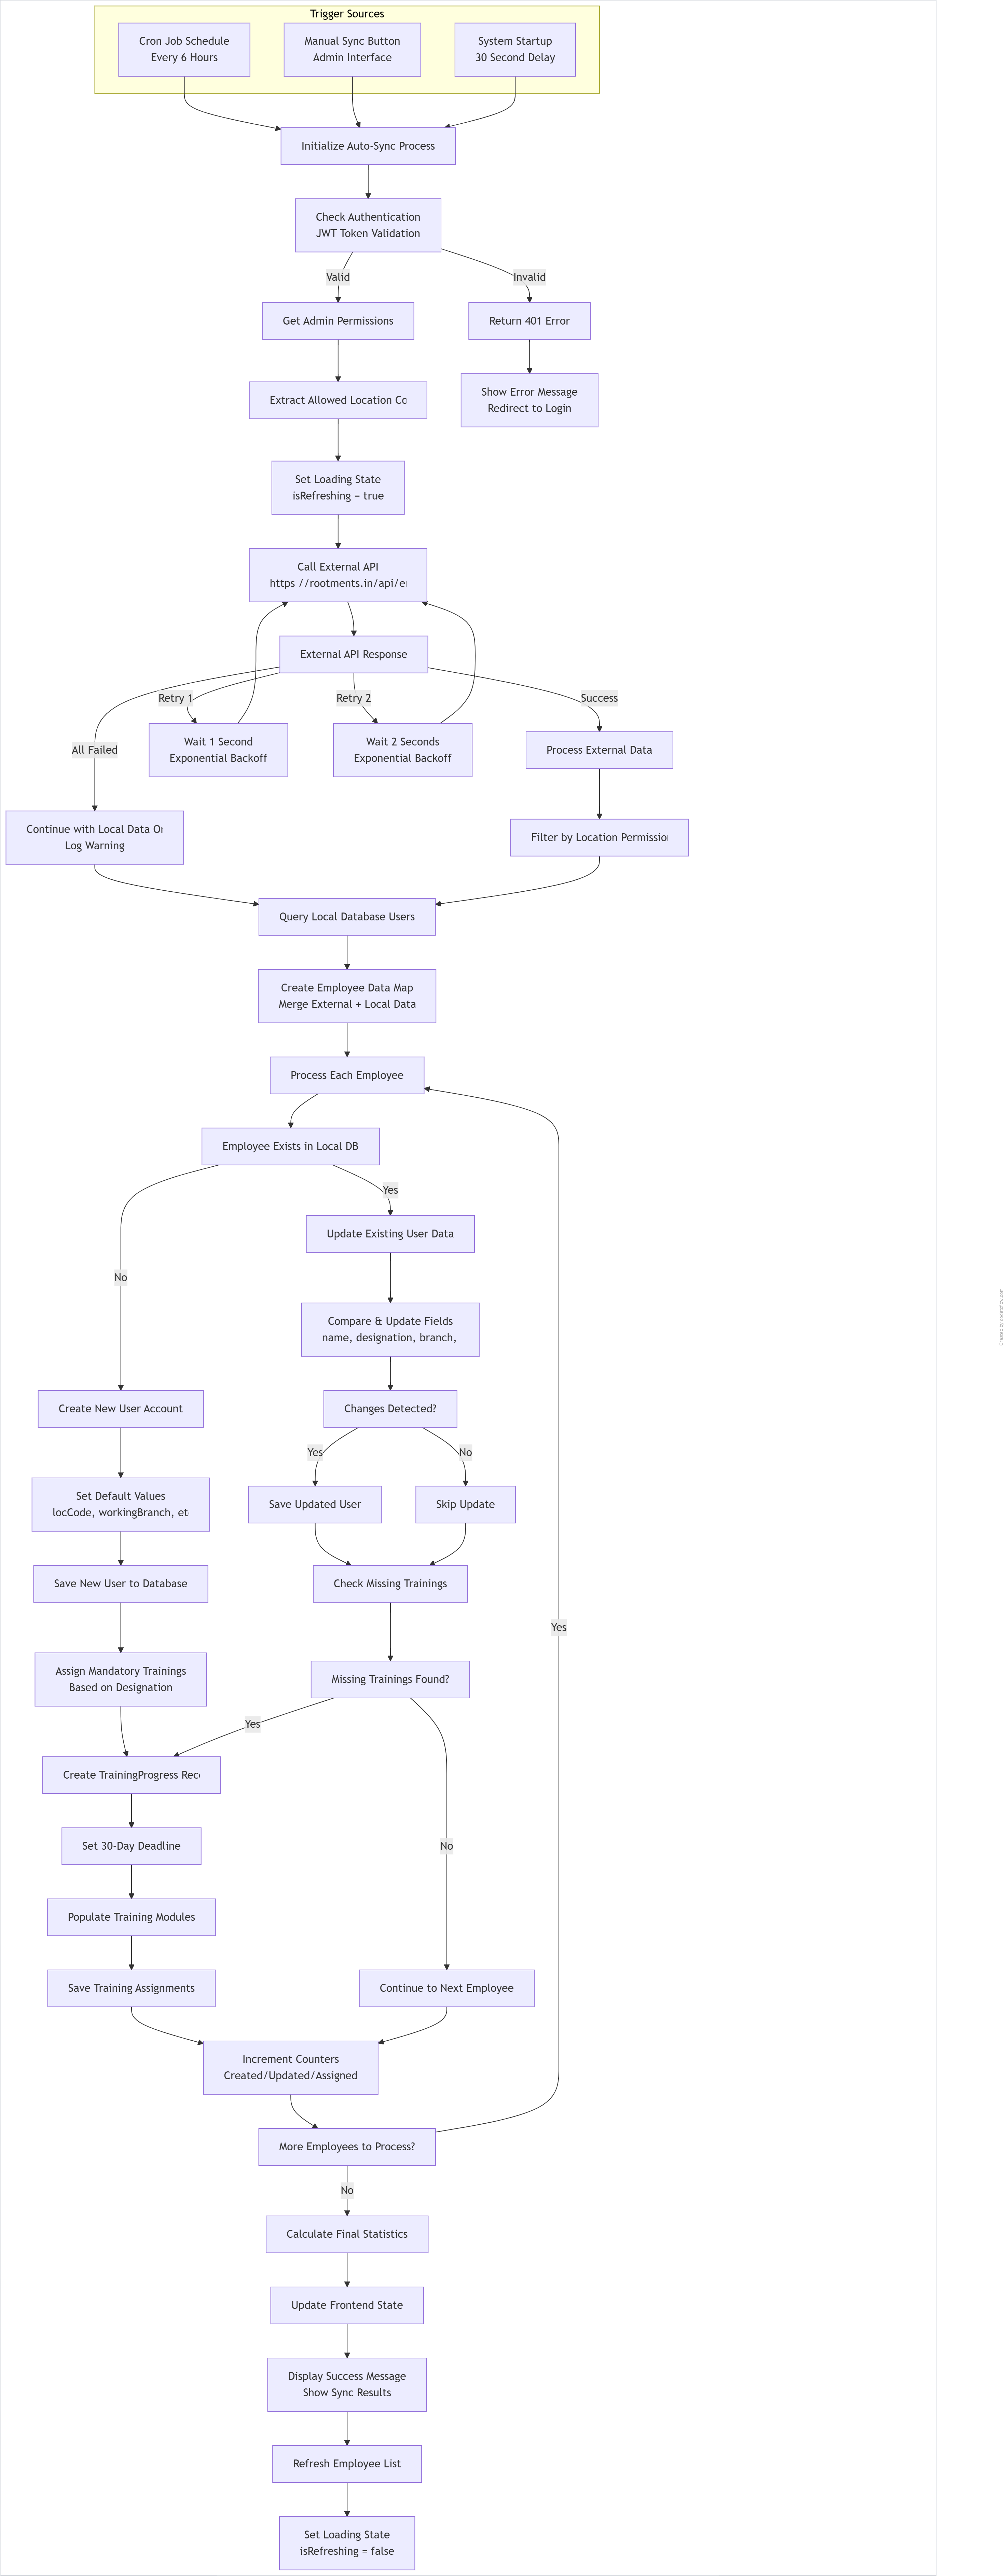 Trigger Sources
Cron Job Schedule
Every 6 Hours
Manual Sync Button
Admin Interface
System Startup
30 Second Delay
Initialize Auto-Sync Process
Check Authentication
JWT Token Validation
Valid
Invalid
Get Admin Permissions
Return 401 Error
Extract Allowed Location Co
Show Error Message
Redirect to Login
Set Loading State
isRefreshing = true
Call External API
https //rootments.in/api/e
External API Response
Retry 1
Retry 2
Success
All Failed
Wait 1 Second
Exponential Backoff
Wait 2 Seconds
Exponential Backoff
Process External Data
Continue with Local Data O
Log Warning
Filter by Location Permissio
Query Local Database Users
Create Employee Data Map
Merge External + Local Data
Process Each Employee
Employee Exists in Local DB
Yes
Update Existing User Data
No
Compare & Update Fields
name, designation, branch,
Create New User Account
Changes Detected?
Yes
No
Set Default Values
locCode, workingBranch, et
Save Updated User
Skip Update
Save New User to Database
Check Missing Trainings
Yes
Assign Mandatory Trainings
Based on Designation
Missing Trainings Found?
Yes
Create TrainingProgress Rec
Set 30-Day Deadline
No
Populate Training Modules
Save Training Assignments
Continue to Next Employee
Increment Counters
Created/Updated/Assigned
More Employees to Process?
No
Calculate Final Statistics
Update Frontend State
Display Success Message
Show Sync Results
Refresh Employee List
Set Loading State
isRefreshing = false